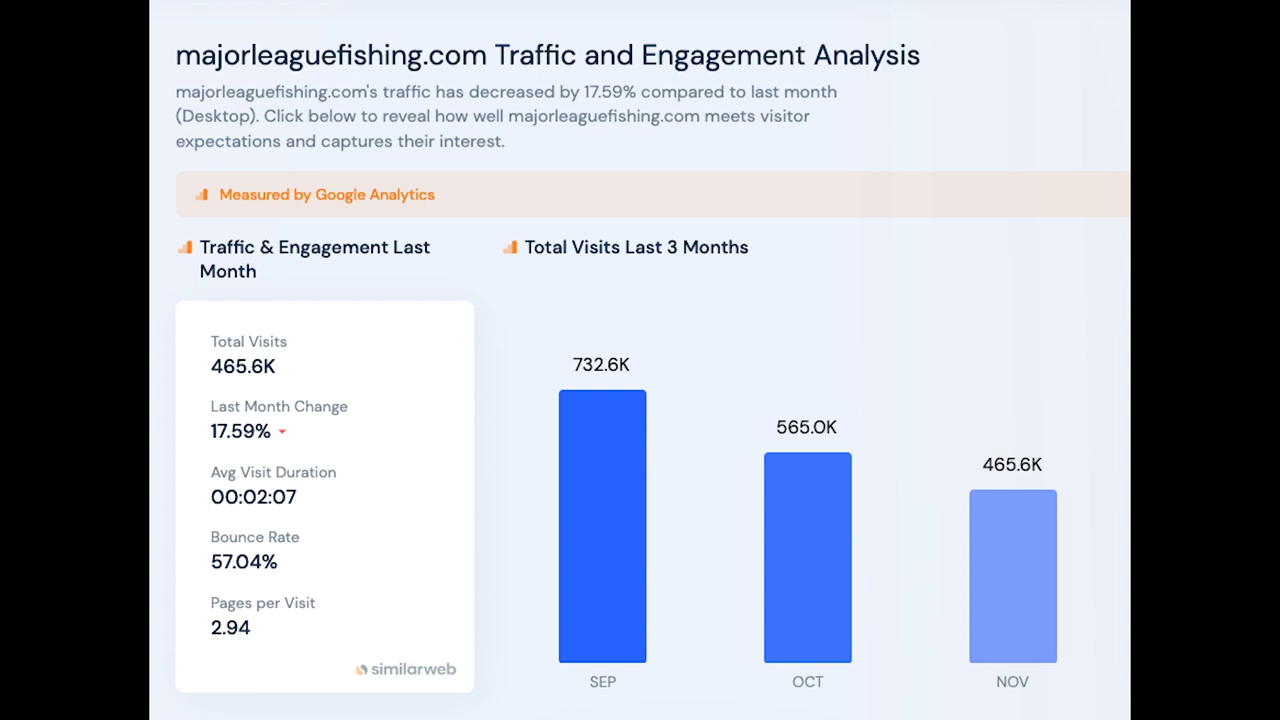 majorleaguefishing.com Traffic and Engagement Analysis
majorleaguefishing.com's traffic has decreased by 17.59% compared to last month
(Desktop). Click below to reveal how well majorleaguefishing.com meets visitor
expectations and captures their interest.
Measured by Google Analytics
Traffic & Engagement Last
Month
Total Visits
465.6K
Last Month Change
17.59%
Avg Visit Duration
00:02:07
Bounce Rate
57.04%
Pages per Visit
2.94
similarweb
Total Visits Last 3 Months
732.6K
565.0K
465.6K
SEP
OCT
NOV